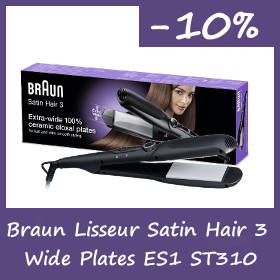 -10%
BRAUN
Satin Hair 3
Extra-wide 100%
ceramic eloxal plates
Braun Lisseur Satin Hair 3
Wide Plates ES1 ST310